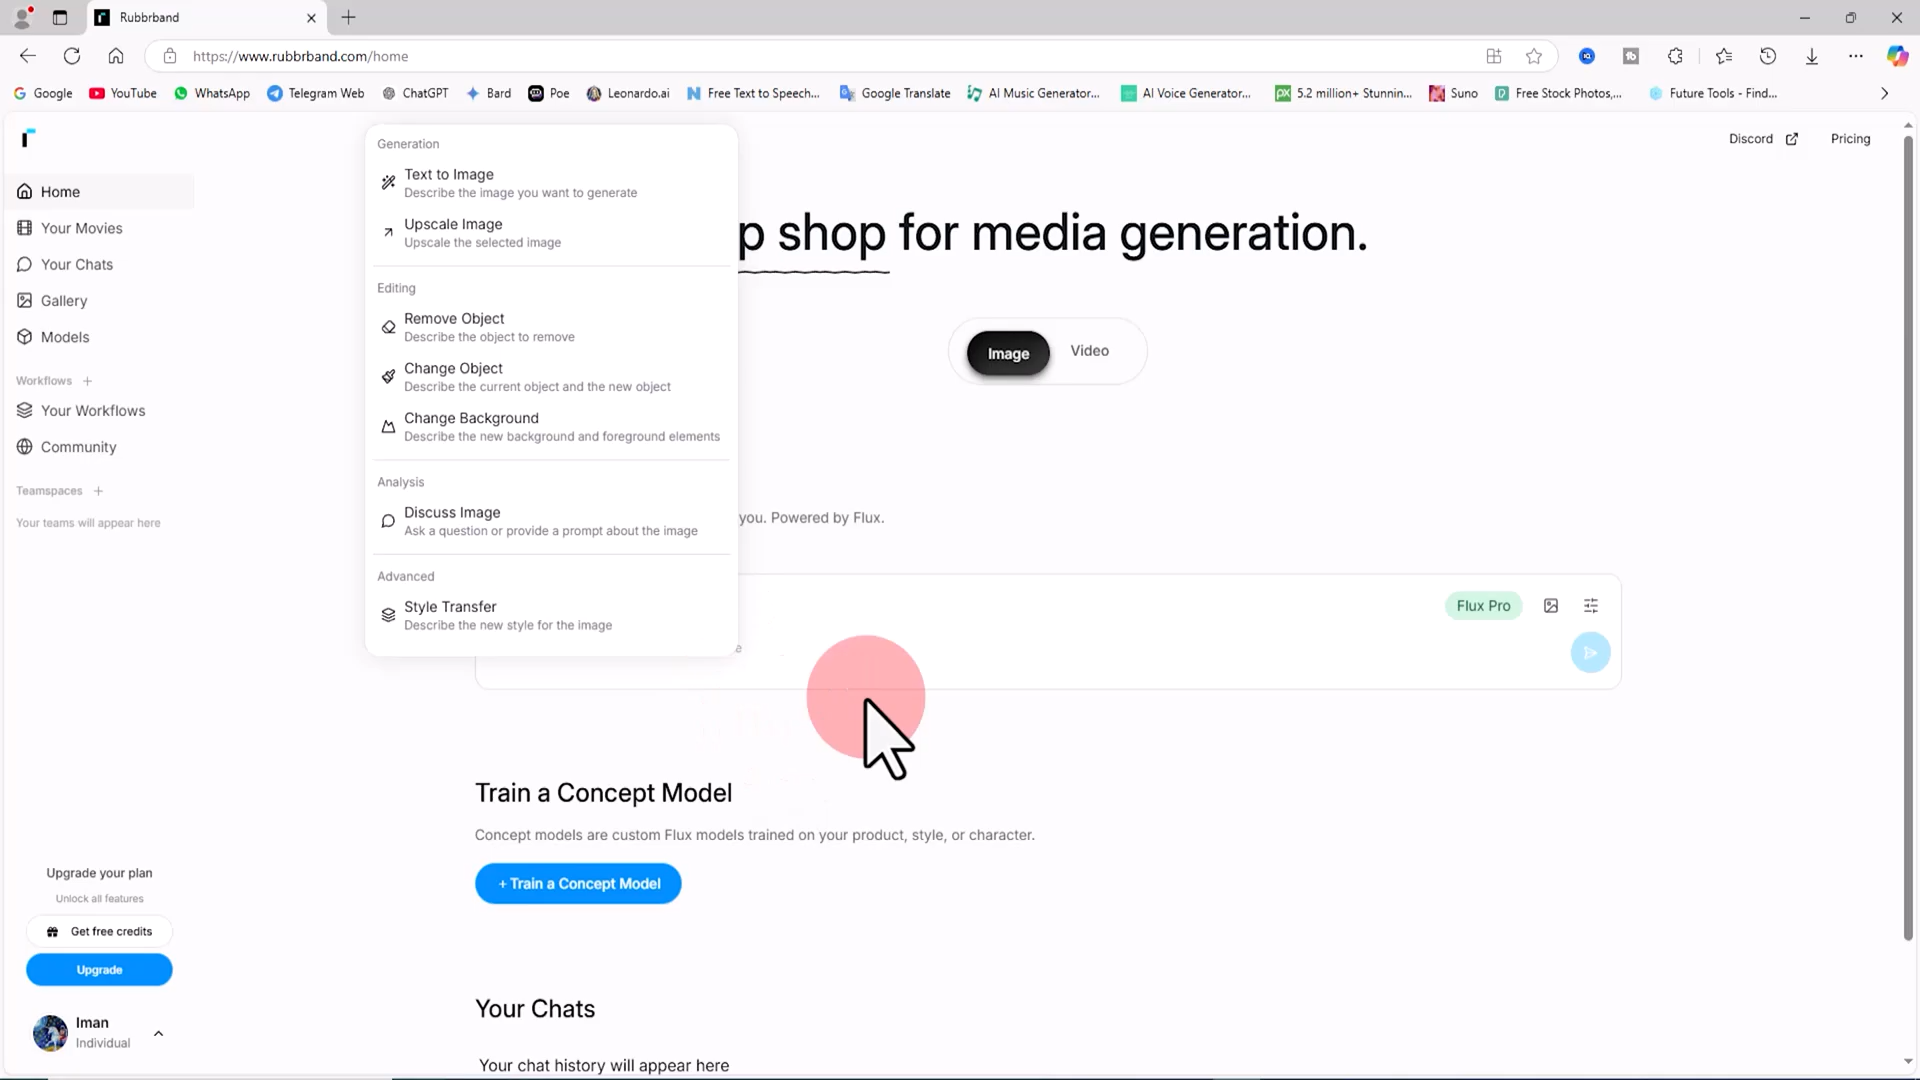 Rubbrband
https://www.rubbrband.com/home
Google YouTube WhatsApp Telegram Web ChatGPT Bard Poe Leonardo.ai Free Text to Speech... Google Translate AI Music Generator... AI Voice Generator... 5.2 million+ Stunnin... Suno Free Stock Photos,... Future Tools - Find...
Discord Pricing
Home
Your Movies
Your Chats
Gallery
Models
Workflows +
Your Workflows
Community
Teamspaces +
Your teams will appear here
Upgrade your plan
Unlock all features
Get free credits
Upgrade
Iman
Individual
Generation
Text to Image
Describe the image you want to generate
Upscale Image
Upscale the selected image
Editing
Remove Object
Describe the object to remove
Change Object
Describe the current object and the new object
Change Background
Describe the new background and foreground elements
Analysis
Discuss Image
Ask a question or provide a prompt about the image
Advanced
Style Transfer
Describe the new style for the image
p shop for media generation.
Image Video
you. Powered by Flux.
Flux Pro
e
Train a Concept Model
Concept models are custom Flux models trained on your product, style, or character.
+ Train a Concept Model
Your Chats
Your chat history will appear here